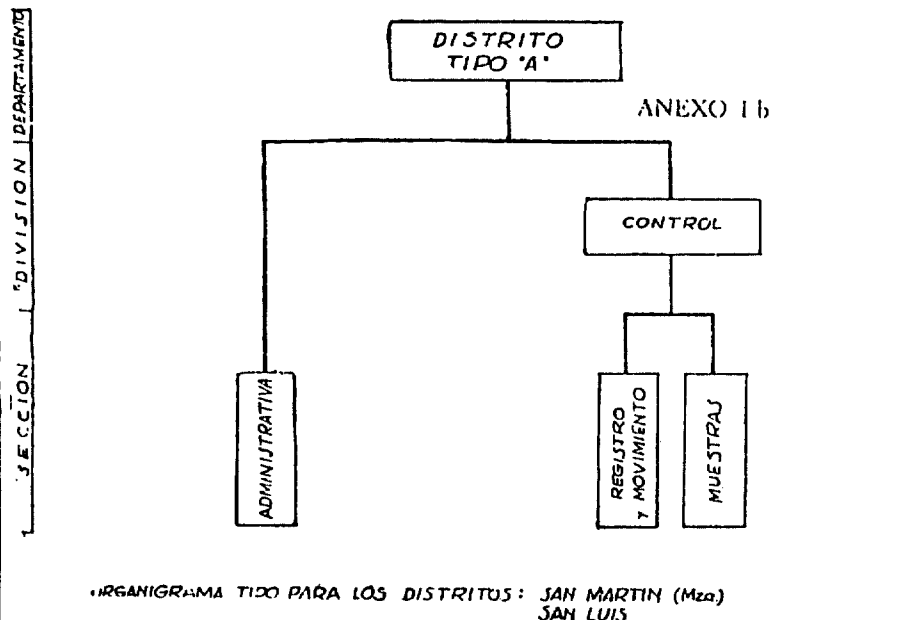 DISTRITO
TIPO "A"
ANEXO I b
DEPARTAMENTO
DIVISION
SECCION
CONTROL
ADMINISTRATIVA
REGISTRO
y MOVIMIENTO
MUESTRAS
ORGANIGRAMA TIPO PARA LOS DISTRITOS: SAN MARTIN (Mza.)
SAN LUIS